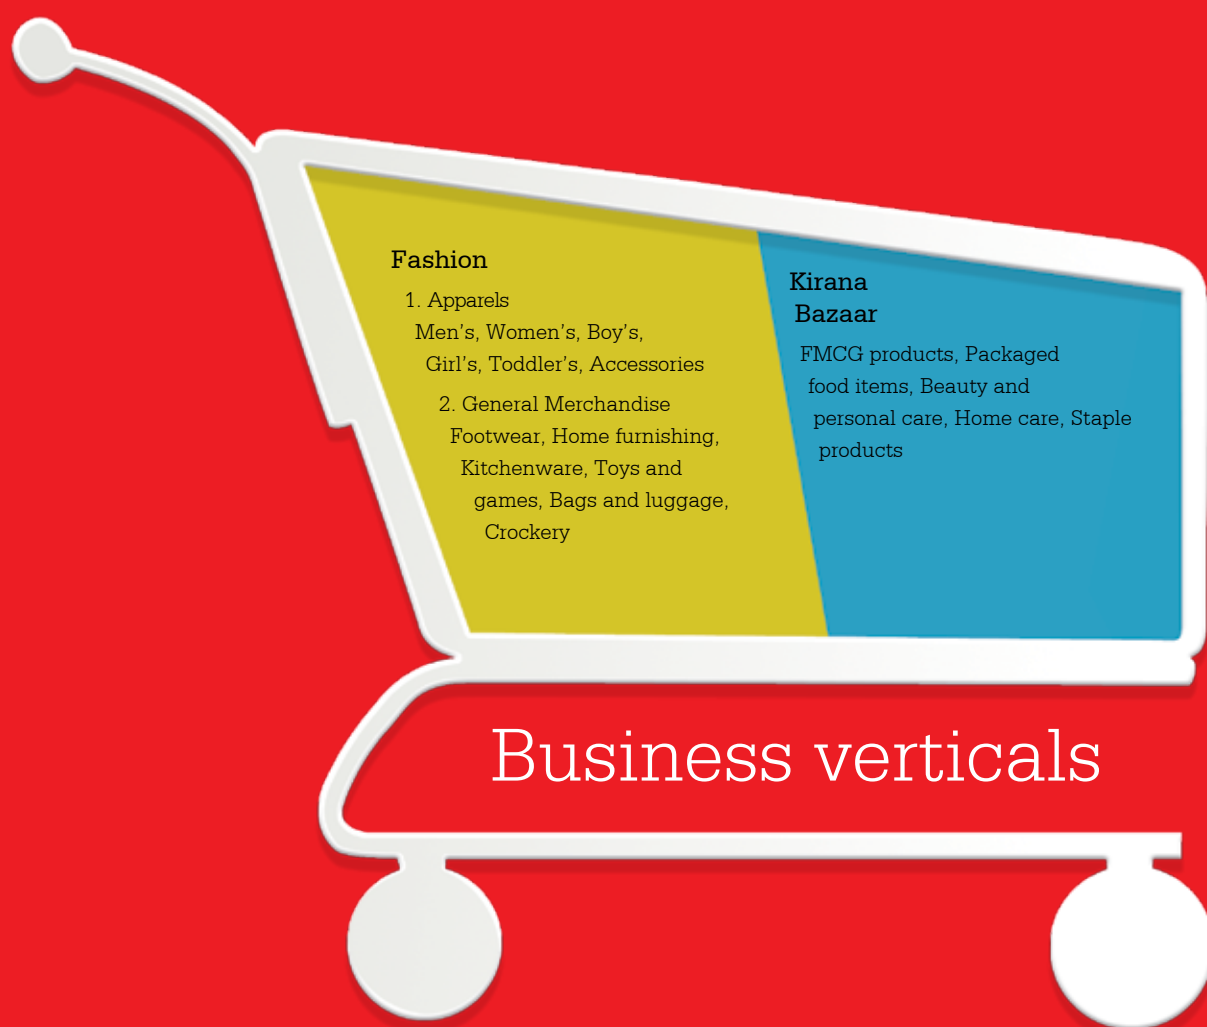 Fashion
1. Apparels
Men's, Women's, Boy's,
Girl's, Toddler's, Accessories
2. General Merchandise
Footwear, Home furnishing,
Kitchenware, Toys and
games, Bags and luggage,
Crockery
Kirana
Bazaar
FMCG products, Packaged
food items, Beauty and
personal care, Home care, Staple
products
Business verticals